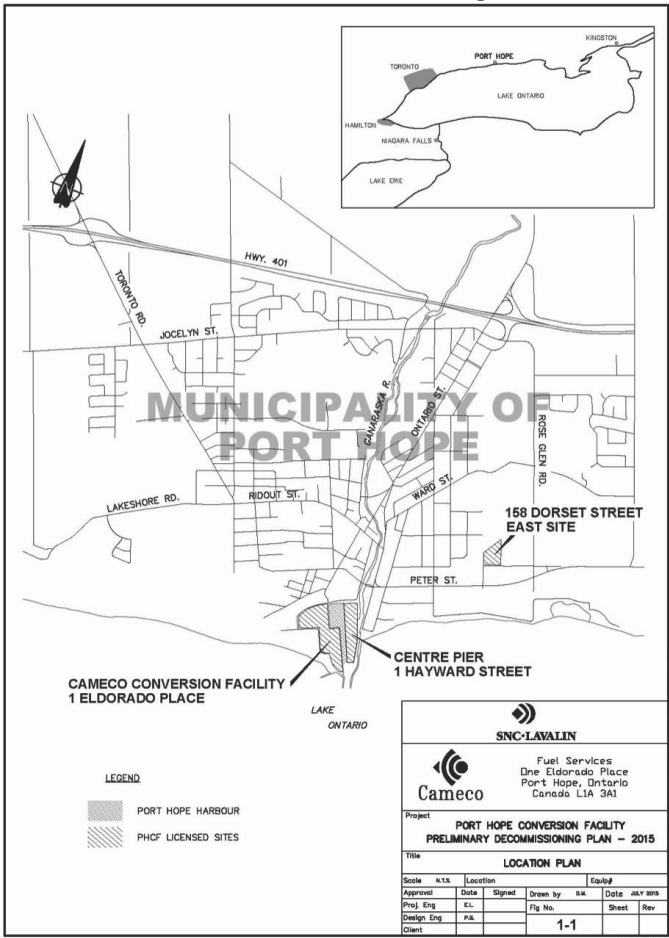 KINGSTON
PORT HOPE
TORONTO
LAKE ONTARIO
HAMILTON
NIAGARA FALLS
LAKE ERIE
HWY. 401
TORONTO RD.
JOCELYN ST.
GANARASKA R.
ONTARIO ST.
MUNICIPALITY OF
PORT HOPE
ROSE GLEN RD.
WARD ST.
LAKESHORE RD.
RIDOUT ST.
158 DORSET STREET
EAST SITE
PETER ST.
CENTRE PIER
1 HAYWARD STREET
CAMECO CONVERSION FACILITY
1 ELDORADO PLACE
LAKE
ONTARIO
LEGEND
PORT HOPE HARBOUR
PHCF LICENSED SITES
SNC•LAVALIN
Cameco
Fuel Services
One Eldorado Place
Port Hope, Ontario
Canada L1A 3A1
Project
PORT HOPE CONVERSION FACILITY
PRELIMINARY DECOMMISSIONING PLAN – 2015
Title
LOCATION PLAN
Scale N.T.S. Location Equip#
Approval Date Signed Drawn by D.M. Date JULY 2015
Proj. Eng E.L. Fig No. Sheet Rev
Design Eng P.S. 1-1
Client